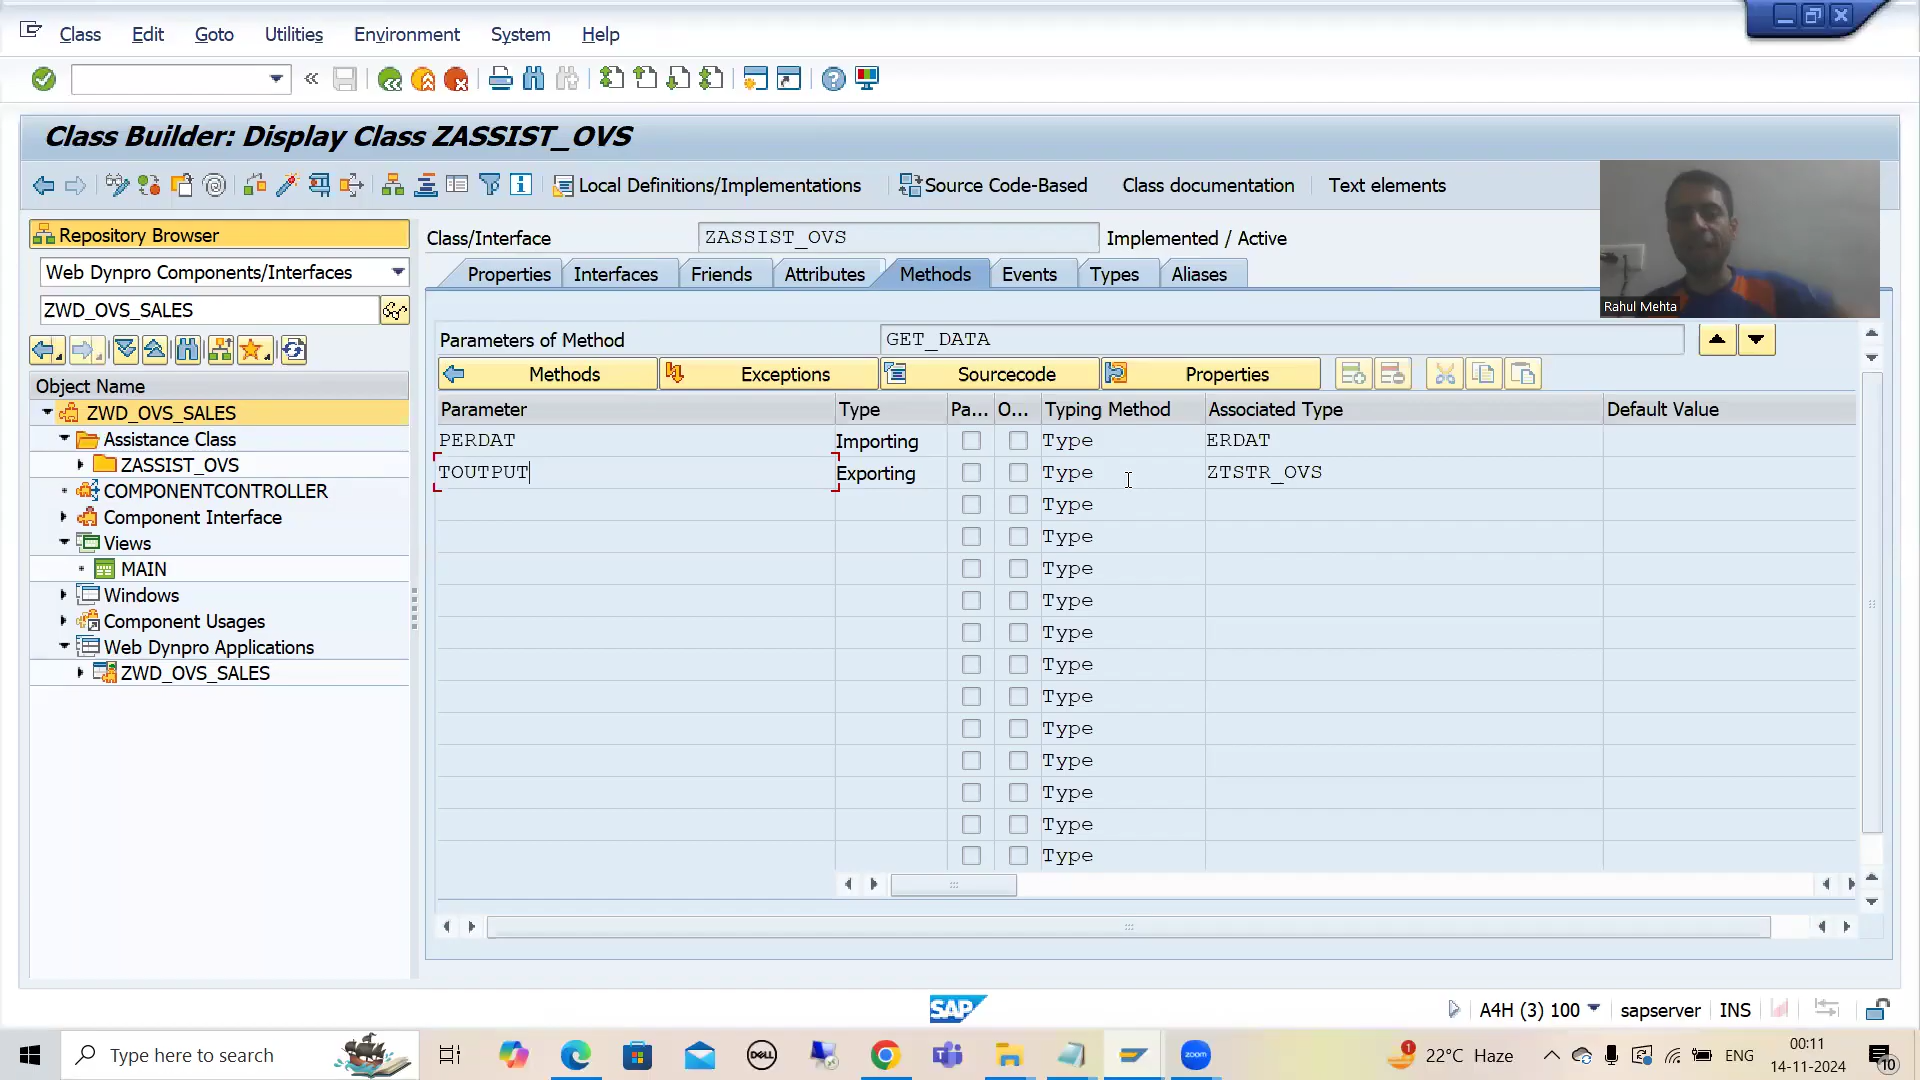 Class Edit Goto Utilities Environment System Help
Class Builder: Display Class ZASSIST_OVS
Local Definitions/Implementations Source Code-Based Class documentation Text elements
Repository Browser
Web Dynpro Components/Interfaces
ZWD_OVS_SALES
Object Name
ZWD_OVS_SALES
Assistance Class
ZASSIST_OVS
COMPONENTCONTROLLER
Component Interface
Views
MAIN
Windows
Component Usages
Web Dynpro Applications
ZWD_OVS_SALES
Class/Interface ZASSIST_OVS Implemented / Active
Properties Interfaces Friends Attributes Methods Events Types Aliases
Parameters of Method GET_DATA
Methods Exceptions Sourcecode Properties
Parameter Type Pa... O... Typing Method Associated Type Default Value
PERDAT Importing Type ERDAT
TOUTPUT Exporting Type ZTSTR_OVS
Type
Type
Type
Type
Type
Type
Type
Type
Type
Type
Type
Type
Rahul Mehta
SAP
A4H (3) 100 sapserver INS
Type here to search
DELL
zoom
1
22°C Haze
ENG
00:11
14-11-2024
10